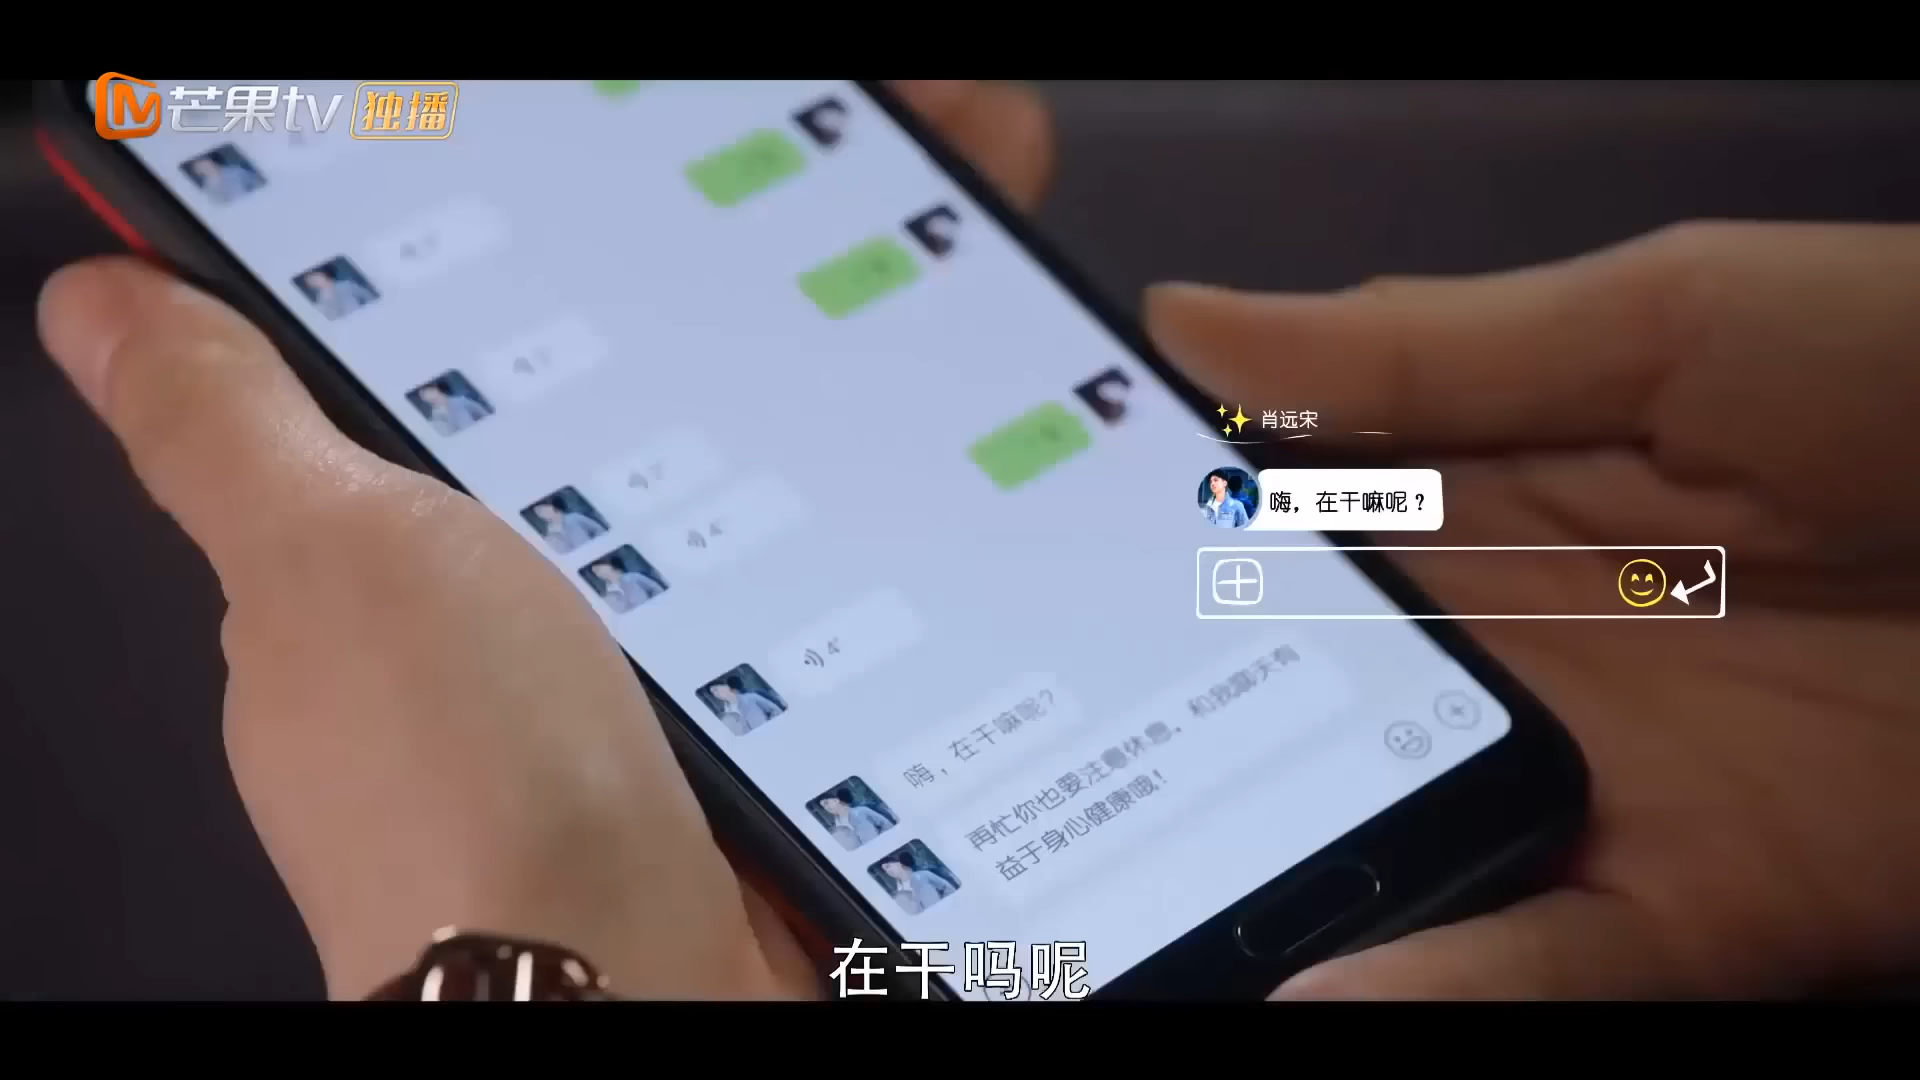 芒果tv 独播
肖远宋
嗨，在干嘛呢？
4"
4"
嗨，在干嘛呢？
再忙你也要注意休息，和我聊天有
益于身心健康哦！
在干吗呢